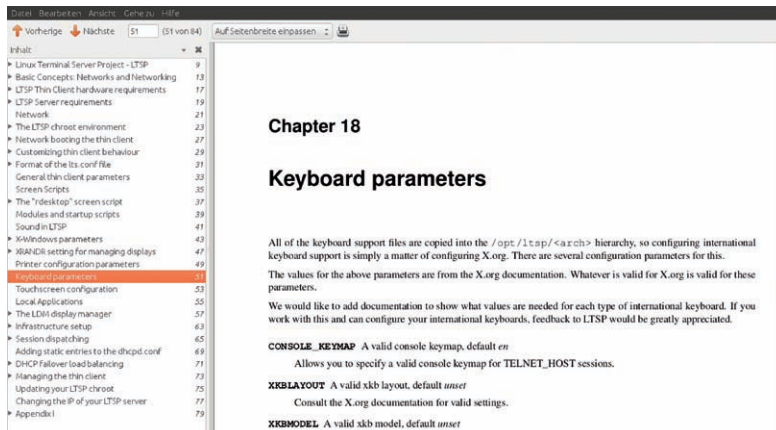 Datei Bearbeiten Ansicht Gehe zu Hilfe
Vorherige Nächste 51 (51 von 84) Auf Seitenbreite einpassen
Inhalt
Linux Terminal Server Project - LTSP 9
Basic Concepts: Networks and Networking 13
LTSP Thin Client hardware requirements 17
LTSP Server requirements 19
Network 21
The LTSP chroot environment 23
Network booting the thin client 27
Customizing thin client behaviour 29
Format of the lts.conf file 31
General thin client parameters 33
Screen Scripts 35
The "rdesktop" screen script 37
Modules and startup scripts 39
Sound in LTSP 41
X-Windows parameters 43
XRANDR setting for managing displays 47
Printer configuration parameters 49
Keyboard parameters 51
Touchscreen configuration 53
Local Applications 55
The LDM display manager 57
Infrastructure setup 63
Session dispatching 65
Adding static entries to the dhcpd.conf 69
DHCP failover load balancing 71
Managing the thin client 73
Updating your LTSP chroot 75
Changing the IP of your LTSP server 77
Appendix I 79
Chapter 18
Keyboard parameters
All of the keyboard support files are copied into the /opt/ltsp/<arch> hierarchy, so configuring international
keyboard support is simply a matter of configuring X.org. There are several configuration parameters for this.
The values for the above parameters are from the X.org documentation. Whatever is valid for X.org is valid for these
parameters.
We would like to add documentation to show what values are needed for each type of international keyboard. If you
work with this and can configure your international keyboards, feedback to LTSP would be greatly appreciated.
CONSOLE_KEYMAP A valid console keymap, default en
Allows you to specify a valid console keymap for TELNET_HOST sessions.
XKBLAYOUT A valid xkb layout, default unset
Consult the X.org documentation for valid settings.
XKBMODEL A valid xkb model, default unset